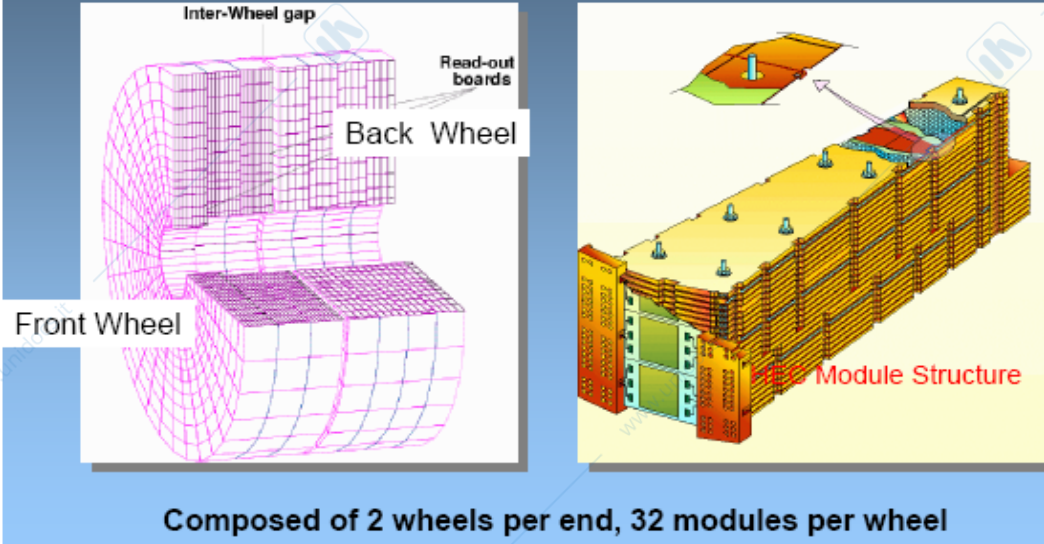 Inter-Wheel gap
Read-out
boards
Back Wheel
Front Wheel
HEC Module Structure
Composed of 2 wheels per end, 32 modules per wheel